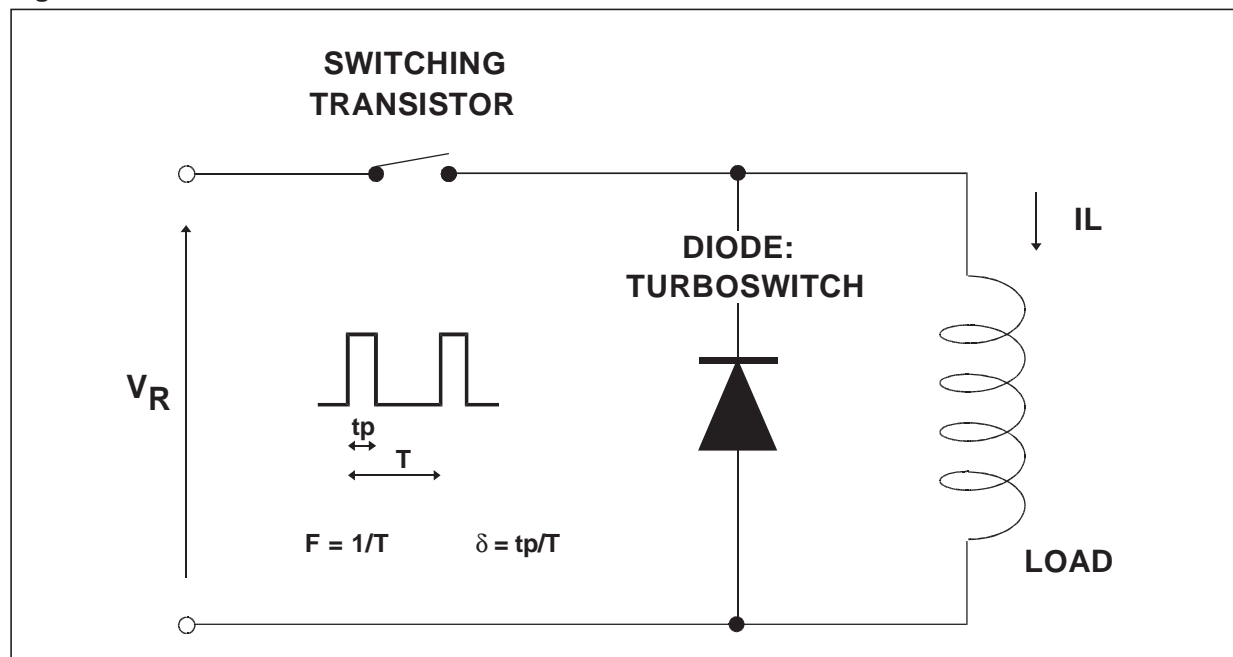 SWITCHING
TRANSISTOR
IL
DIODE:
TURBOSWITCH
VR
tp
T
F = 1/T
δ = tp/T
LOAD